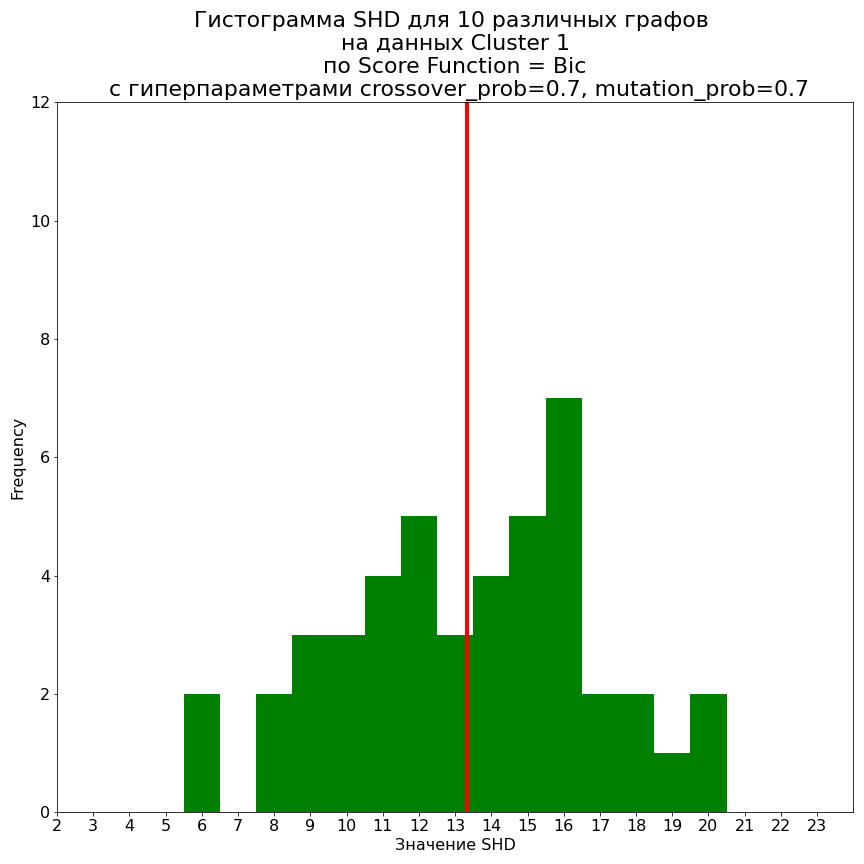 Гистограмма SHD для 10 различных графов
на данных Cluster 1
по Score Function = Bic
с гиперпараметрами crossover_prob=0.7, mutation_prob=0.7
12
10
8
6
4
2
0
Frequency
2 3 4 5 6 7 8 9 10 11 12 13 14 15 16 17 18 19 20 21 22 23
Значение SHD